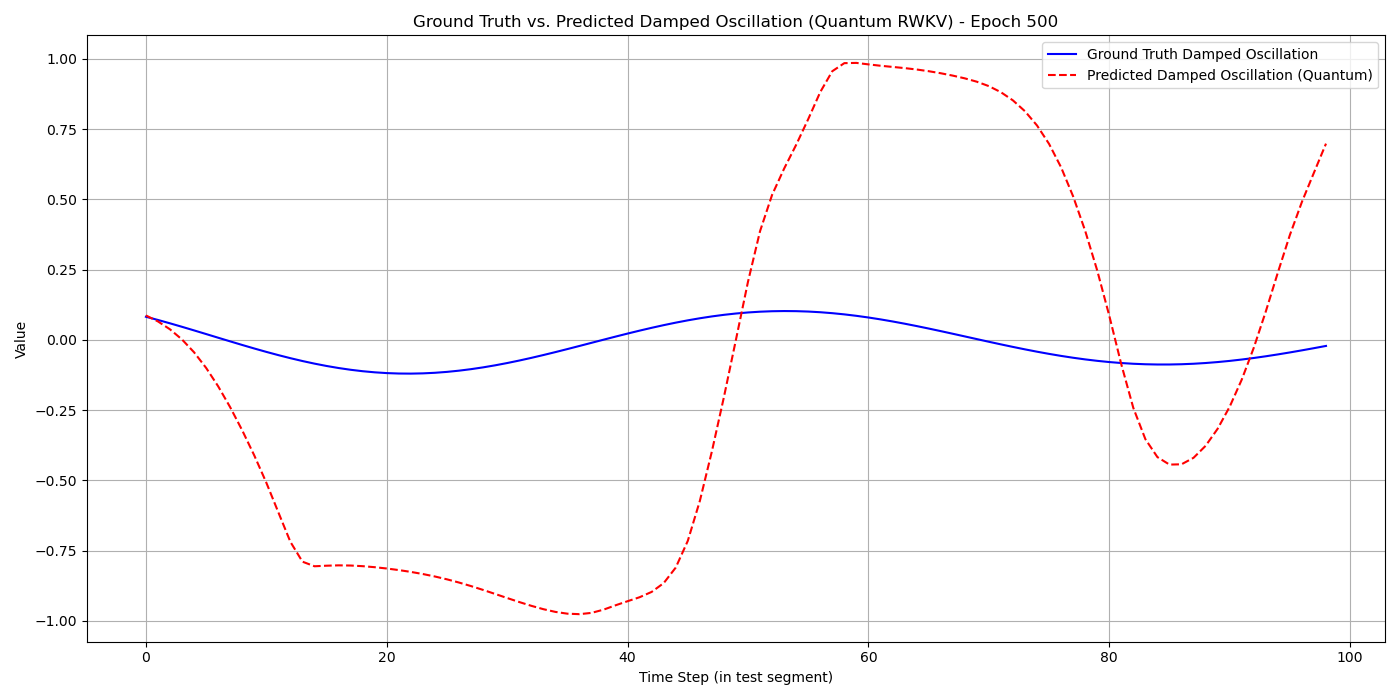 Ground Truth vs. Predicted Damped Oscillation (Quantum RWKV) - Epoch 500
Ground Truth Damped Oscillation
Predicted Damped Oscillation (Quantum)
Value
1.00
0.75
0.50
0.25
0.00
−0.25
−0.50
−0.75
−1.00
0 20 40 60 80 100
Time Step (in test segment)